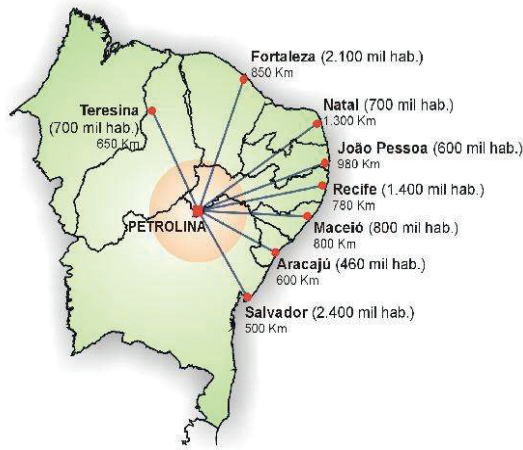 Fortaleza (2.100 mil hab.)
850 Km
Teresina
(700 mil hab.)
650 Km
Natal (700 mil hab.)
1.300 Km
João Pessoa (600 mil hab.)
980 Km
Recife (1.400 mil hab.)
780 Km
PETROLINA
Maceió (800 mil hab.)
800 Km
Aracajú (460 mil hab.)
600 Km
Salvador (2.400 mil hab.)
500 Km